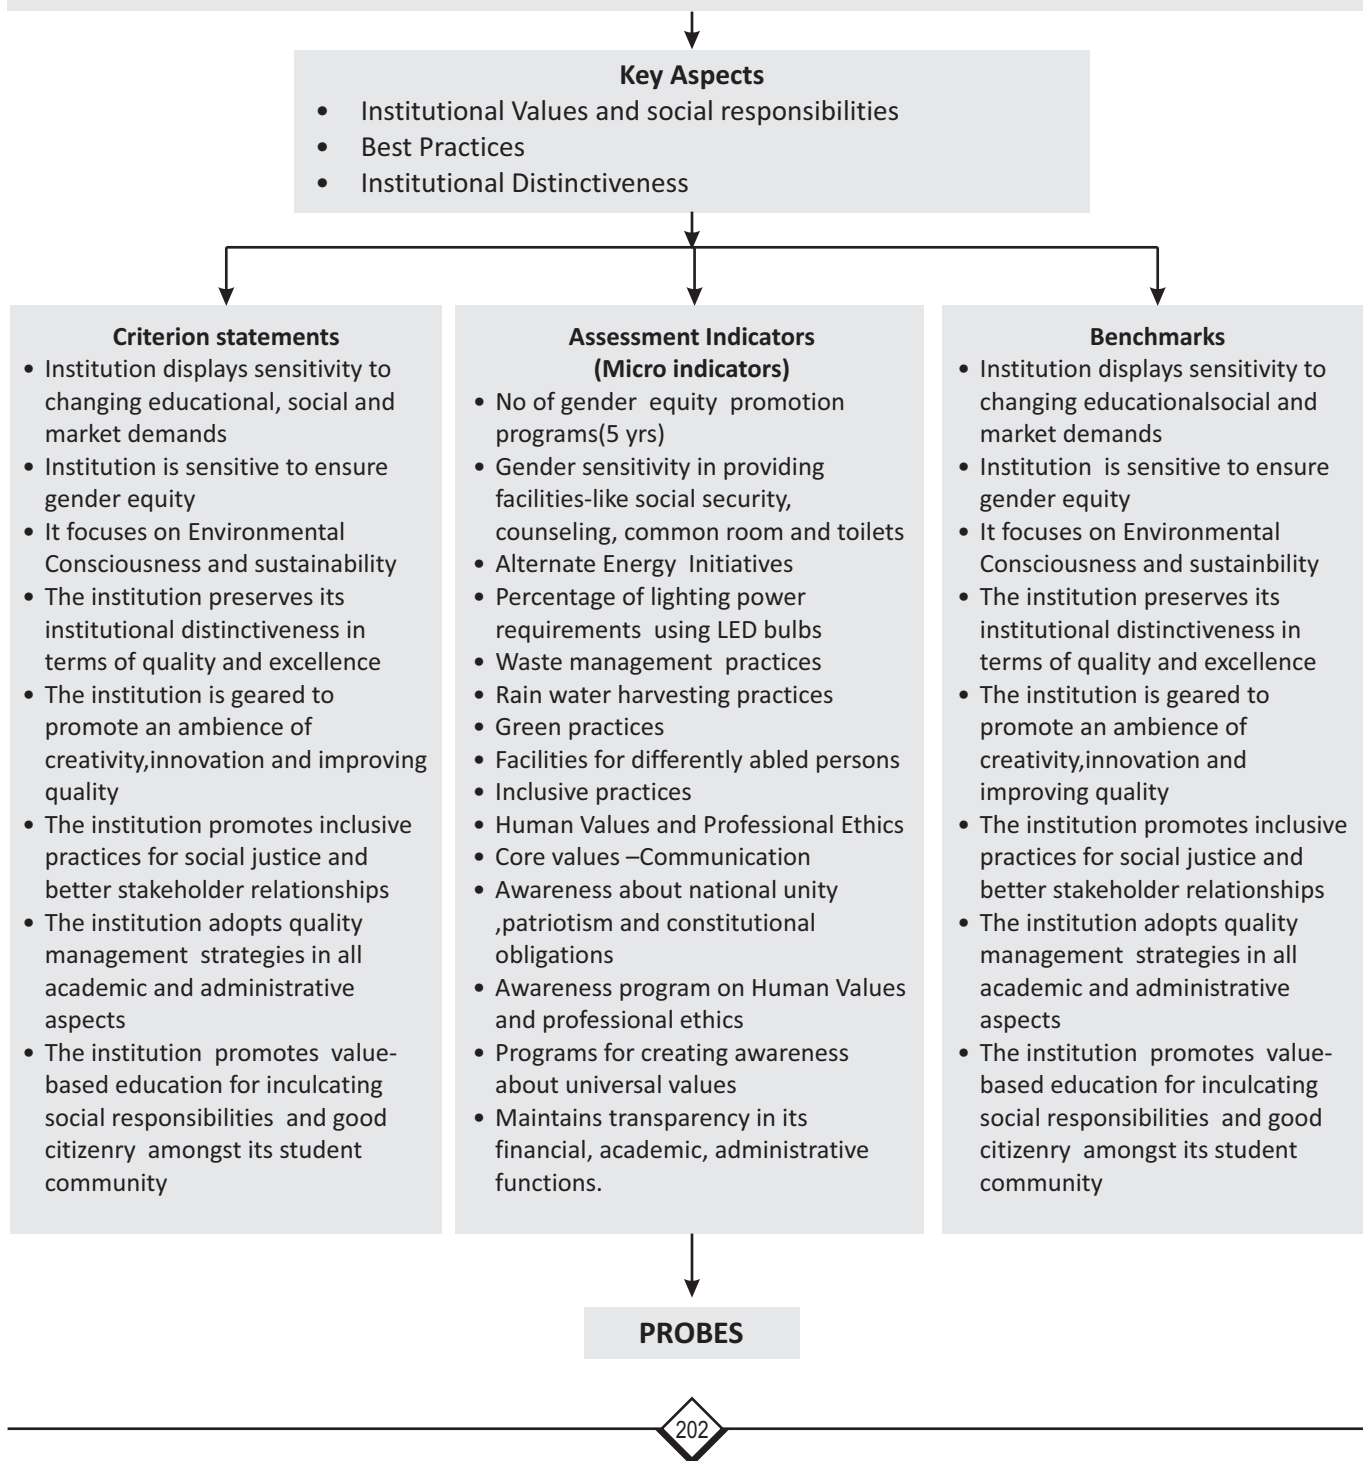 Key Aspects
• Institutional Values and social responsibilities
• Best Practices
• Institutional Distinctiveness
Criterion statements
• Institution displays sensitivity to
changing educational, social and
market demands
• Institution is sensitive to ensure
gender equity
• It focuses on Environmental
Consciousness and sustainability
• The institution preserves its
institutional distinctiveness in
terms of quality and excellence
• The institution is geared to
promote an ambience of
creativity,innovation and improving
quality
• The institution promotes inclusive
practices for social justice and
better stakeholder relationships
• The institution adopts quality
management strategies in all
academic and administrative
aspects
• The institution promotes value-
based education for inculcating
social responsibilities and good
citizenry amongst its student
community
Assessment Indicators
(Micro indicators)
• No of gender equity promotion
programs(5 yrs)
• Gender sensitivity in providing
facilities-like social security,
counseling, common room and toilets
• Alternate Energy Initiatives
• Percentage of lighting power
requirements using LED bulbs
• Waste management practices
• Rain water harvesting practices
• Green practices
• Facilities for differently abled persons
• Inclusive practices
• Human Values and Professional Ethics
• Core values –Communication
• Awareness about national unity
,patriotism and constitutional
obligations
• Awareness program on Human Values
and professional ethics
• Programs for creating awareness
about universal values
• Maintains transparency in its
financial, academic, administrative
functions.
Benchmarks
• Institution displays sensitivity to
changing educationalsocial and
market demands
• Institution is sensitive to ensure
gender equity
• It focuses on Environmental
Consciousness and sustainbility
• The institution preserves its
institutional distinctiveness in
terms of quality and excellence
• The institution is geared to
promote an ambience of
creativity,innovation and
improving quality
• The institution promotes inclusive
practices for social justice and
better stakeholder relationships
• The institution adopts quality
management strategies in all
academic and administrative
aspects
• The institution promotes value-
based education for inculcating
social responsibilities and good
citizenry amongst its student
community
PROBES
202